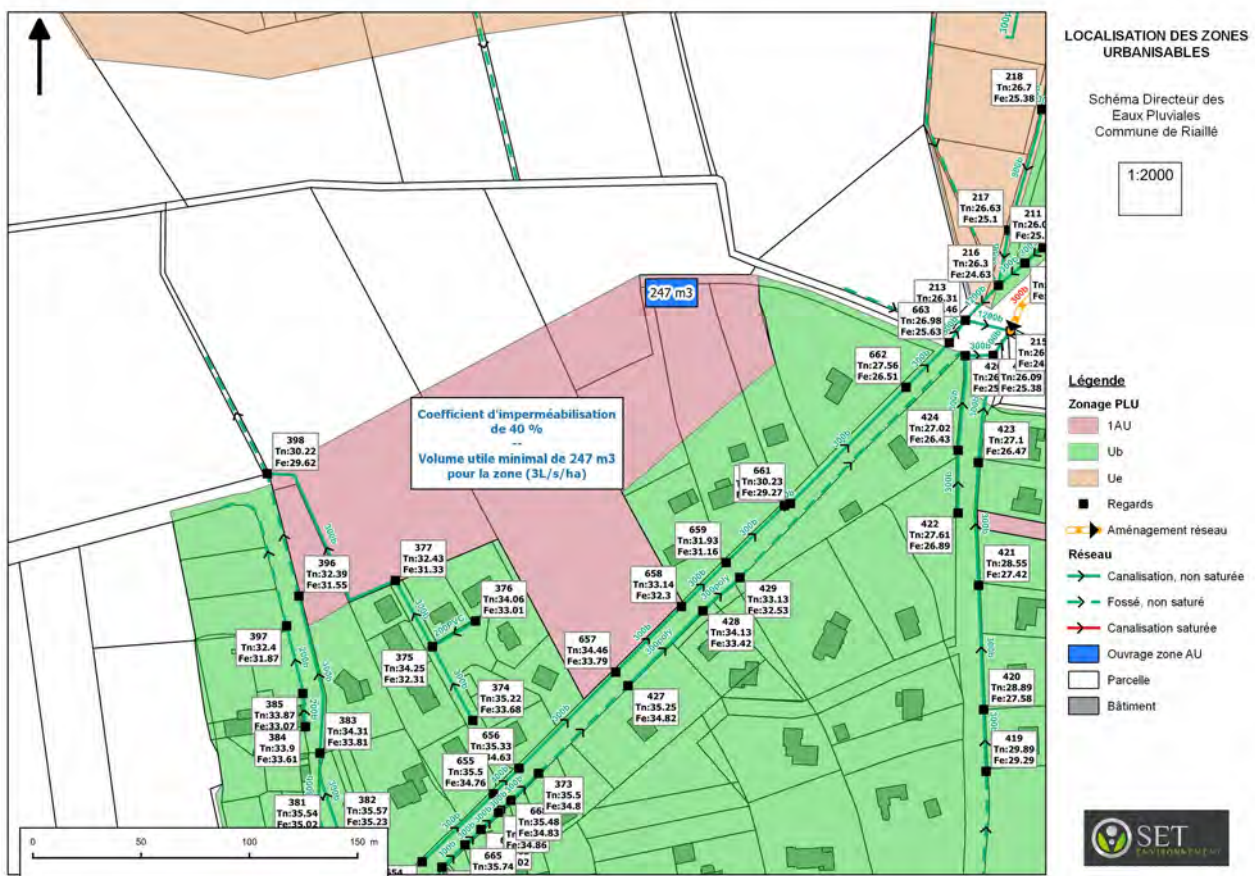 LOCALISATION DES ZONES
URBANISABLES
Schéma Directeur des
Eaux Pluviales
Commune de Riaillé
1:2000
Légende
Zonage PLU
1AU
Ub
Ue
Regards
Aménagement réseau
Réseau
Canalisation, non saturée
Fossé, non saturé
Canalisation saturée
Ouvrage zone AU
Parcelle
Bâtiment
SET
ENVIRONNEMENT
218
Tn:26.7
Fe:25.38
217
Tn:26.63
Fe:25.1
211
216
Tn:26.3
Fe:24.63
213
Tn:26.31
663
Tn:26.98
Fe:25.63
247 m3
1200b
300b
215
662
Tn:27.56
Fe:26.51
26.09
25.38
Coefficient d'imperméabilisation
de 40 %
--
Volume utile minimal de 247 m3
pour la zone (3L/s/ha)
424
Tn:27.02
Fe:26.43
423
Tn:27.1
Fe:26.47
398
Tn:30.22
Fe:29.62
661
Tn:30.23
Fe:29.27
422
Tn:27.61
Fe:26.89
659
Tn:31.93
Fe:31.16
421
Tn:28.55
Fe:27.42
396
Tn:32.39
Fe:31.55
377
Tn:32.43
Fe:31.33
658
Tn:33.14
Fe:32.3
429
Tn:33.13
Fe:32.53
376
Tn:34.06
Fe:33.01
428
Tn:34.13
Fe:33.42
397
Tn:32.4
Fe:31.87
375
Tn:34.25
Fe:32.31
657
Tn:34.46
Fe:33.79
427
Tn:35.25
Fe:34.82
420
Tn:28.89
Fe:27.58
374
Tn:35.22
Fe:33.68
385
Tn:33.87
Fe:33.07
384
Tn:33.9
Fe:33.61
383
Tn:34.31
Fe:33.81
656
Tn:35.33
34.63
655
Tn:35.5
Fe:34.76
419
Tn:29.89
Fe:29.29
373
Tn:35.5
Fe:34.8
35.48
34.83
34.86
381
Tn:35.54
Fe:35.02
382
Tn:35.57
Fe:35.23
665
Tn:35.74
0 50 100 150 m